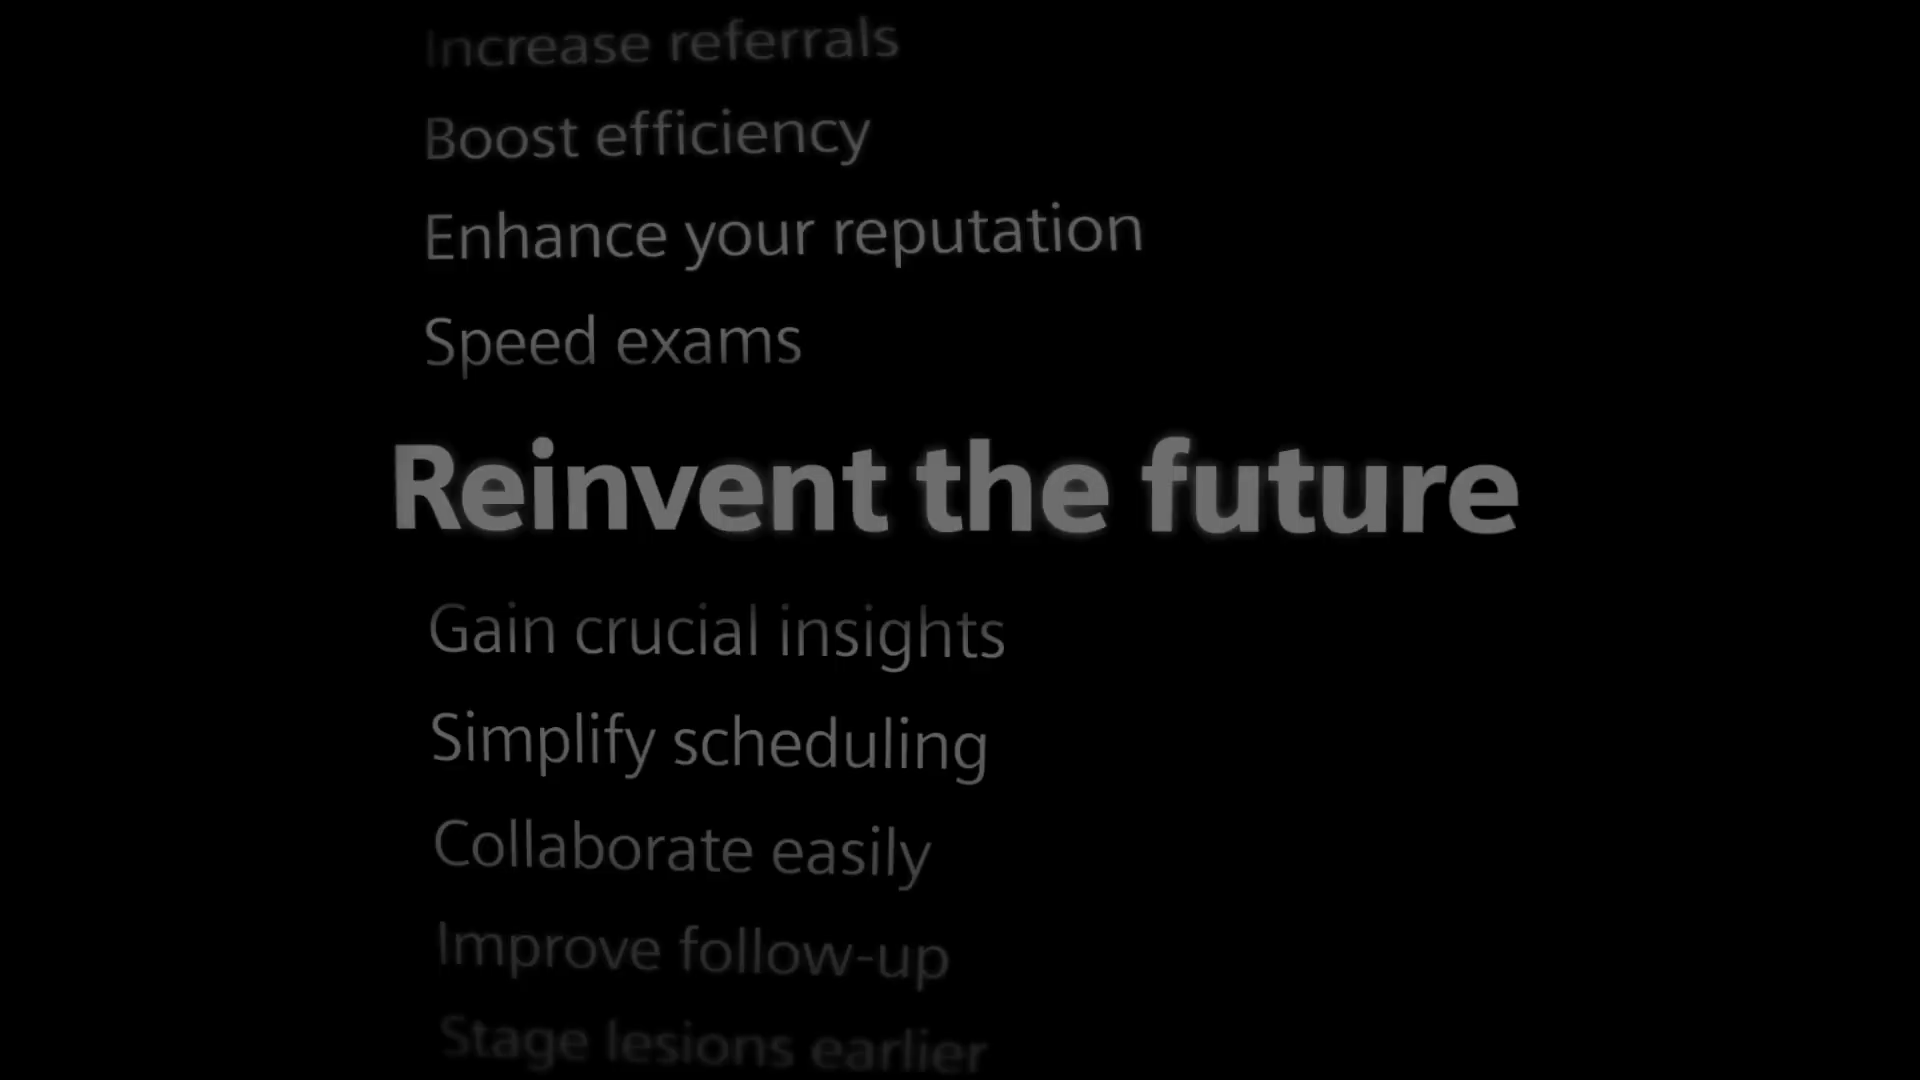 Increase referrals
Boost efficiency
Enhance your reputation
Speed exams
Reinvent the future
Gain crucial insights
Simplify scheduling
Collaborate easily
Improve follow-up
Stage lesions earlier